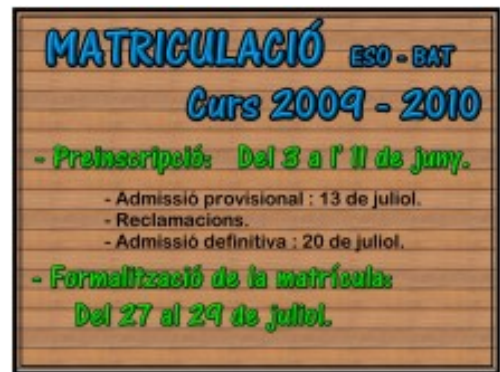 MATRICULACIÓ ESO - BAT
Curs 2009 - 2010
- Preinscripció: Del 3 a l' 11 de juny.
- Admissió provisional : 13 de juliol.
- Reclamacions.
- Admissió definitiva : 20 de juliol.
- Formalització de la matrícula:
Del 27 al 29 de juliol.